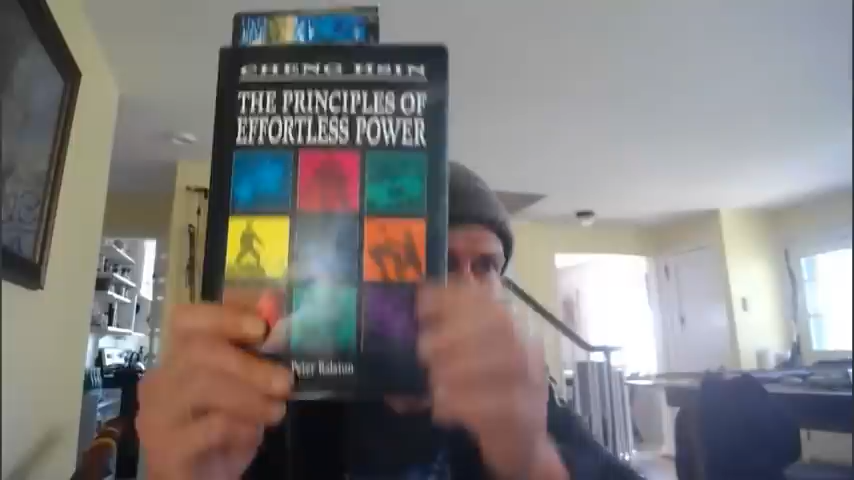 CHENG HSIN
THE PRINCIPLES OF
EFFORTLESS POWER
Peter Ralston